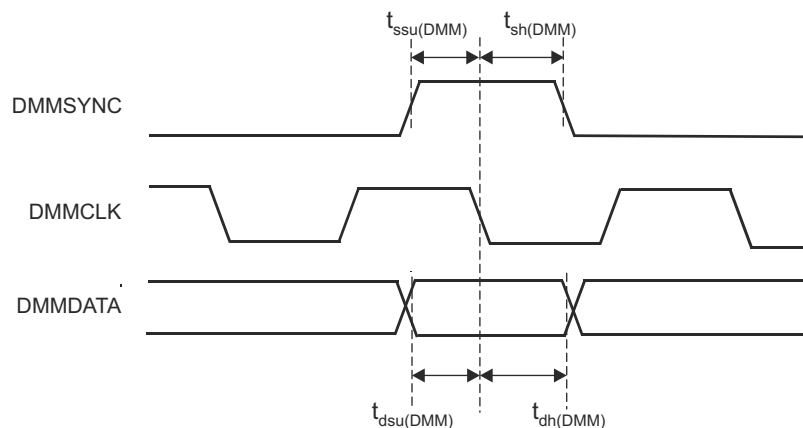 tssu(DMM) tsh(DMM)
DMMSYNC
DMMCLK
DMMDATA
tdsu(DMM) tdh(DMM)